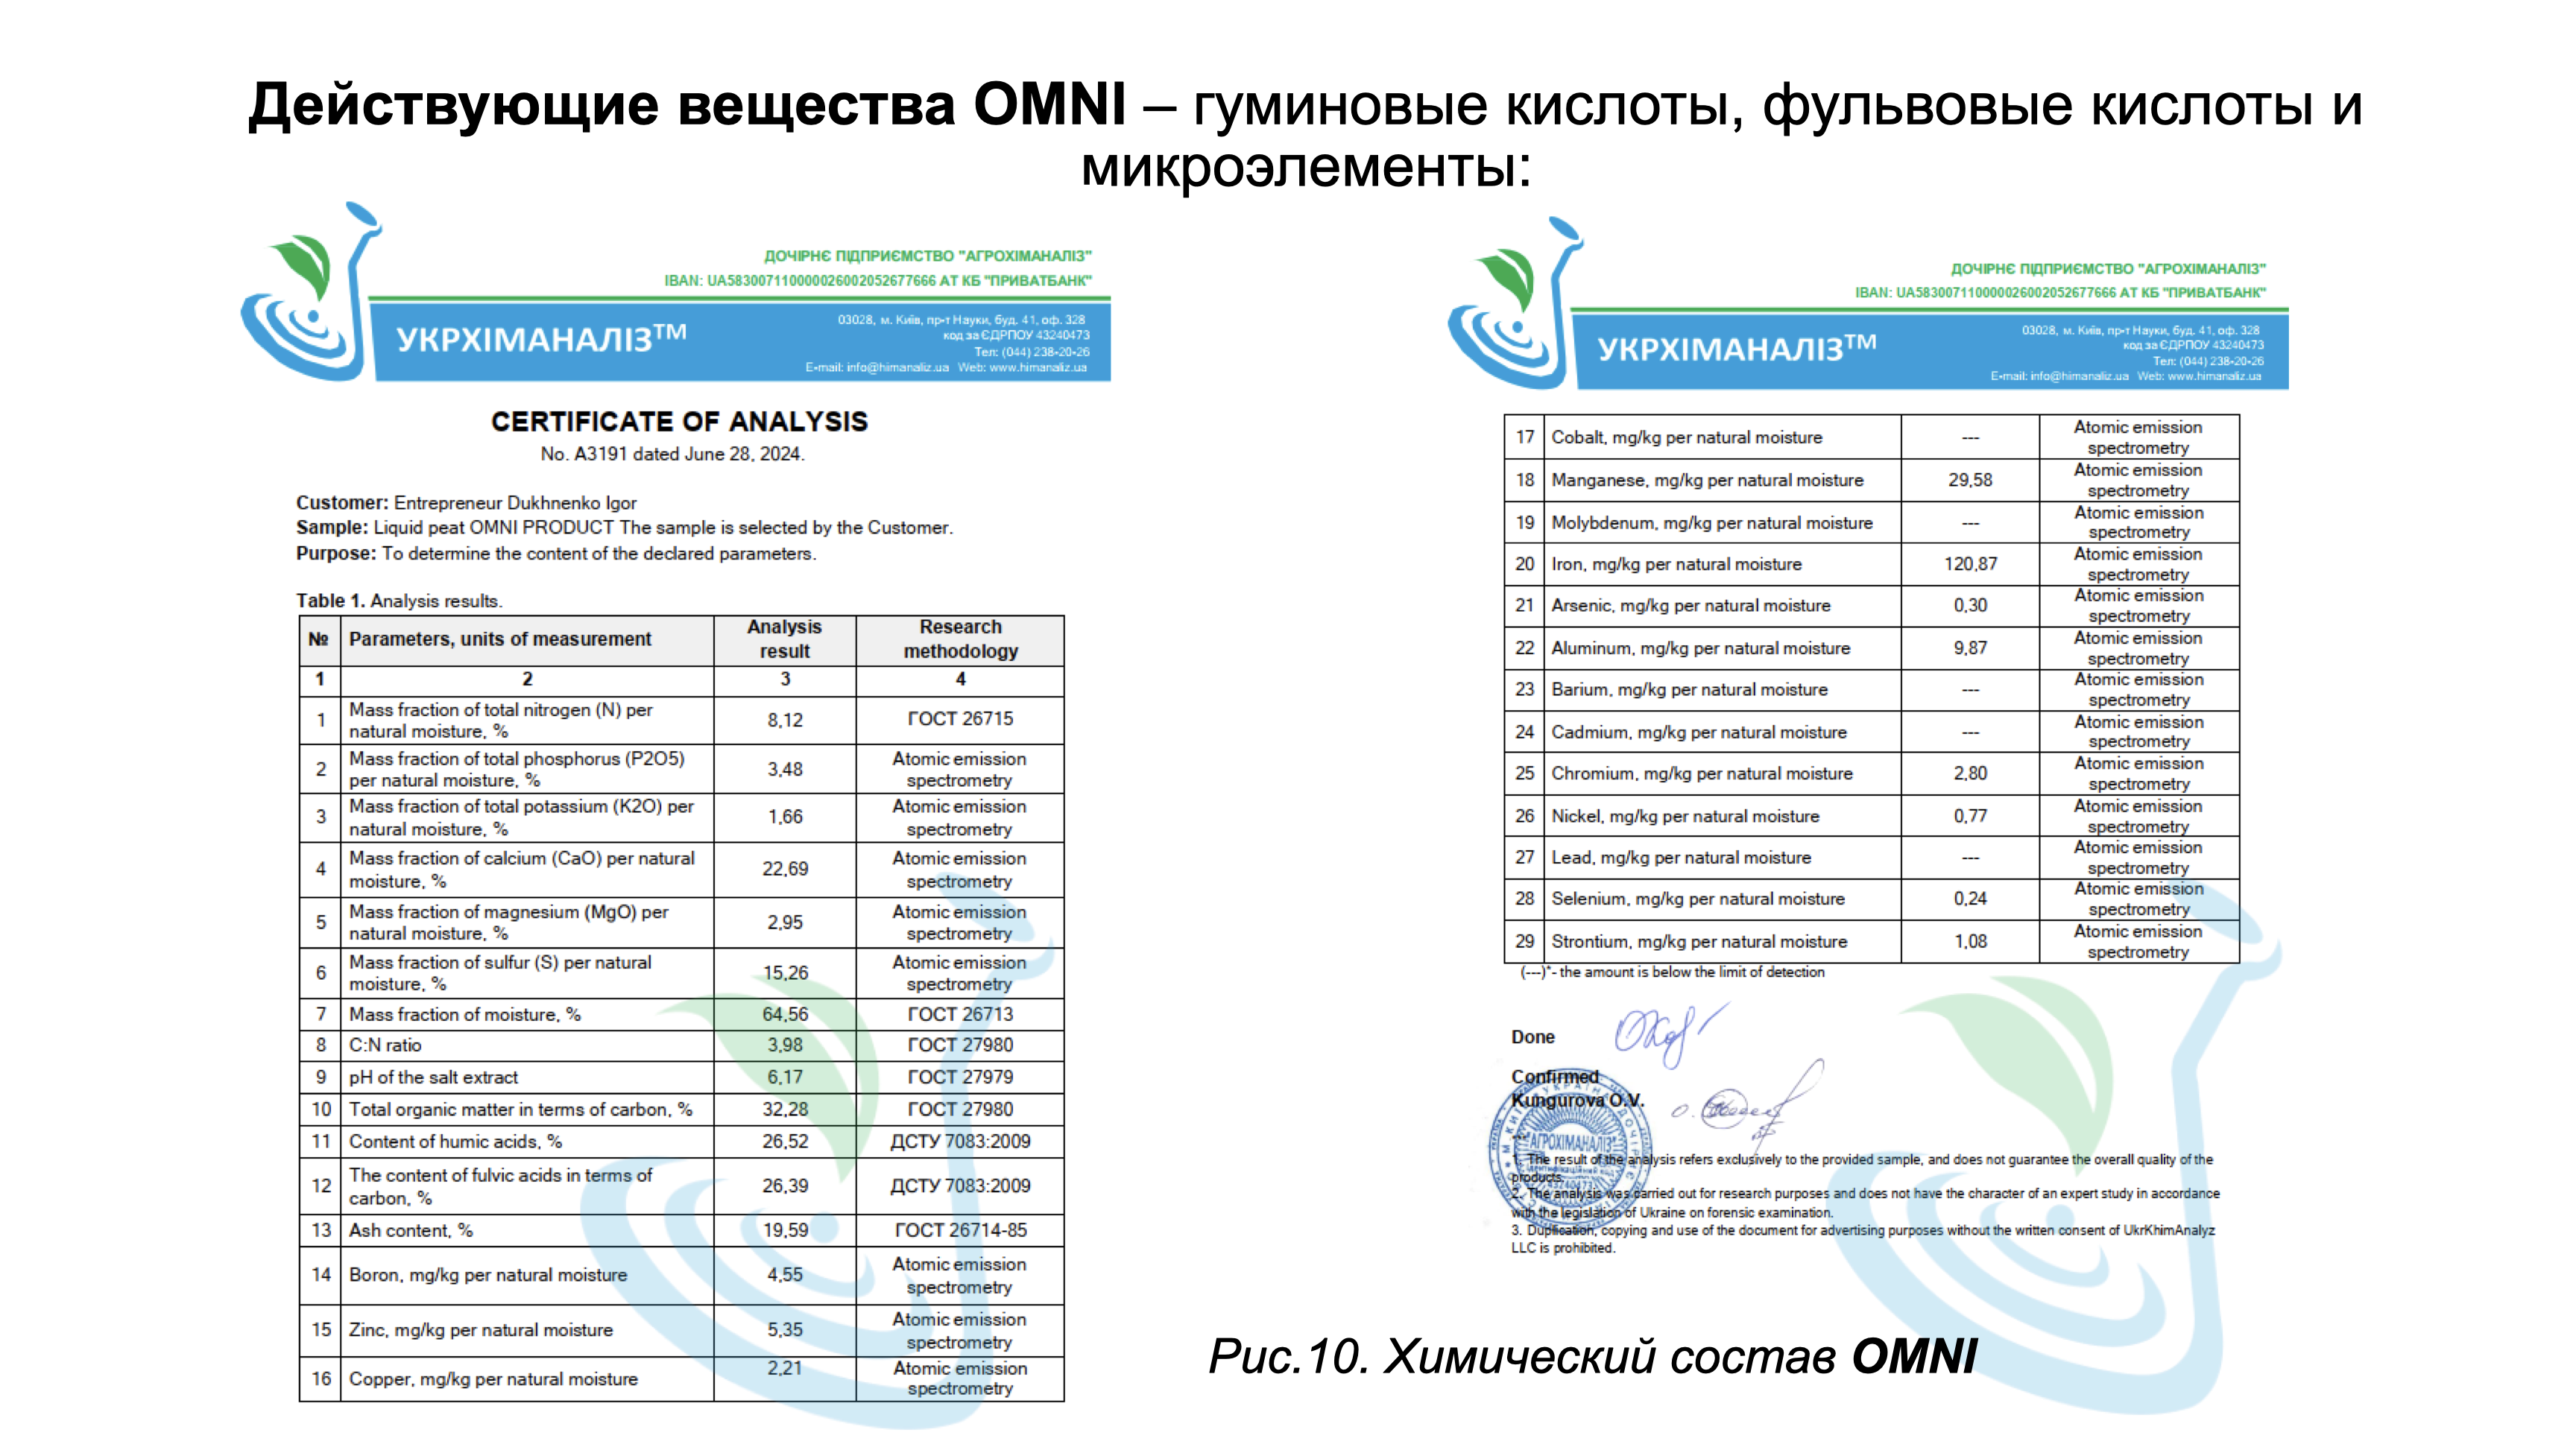 Действующие вещества OMNI – гуминовые кислоты, фульвовые кислоты и
микроэлементы:
ДОЧІРНЄ ПІДПРИЄМСТВО "АГРОХІМАНАЛІЗ"
IBAN: UA583007110000026002052677666 АТ КБ "ПРИВАТБАНК"
УКРХІМАНАЛІЗ™
03028, м. Київ, пр-т Науки, буд. 41, оф. 328
код за ЄДРПОУ 43240473
Тел: (044) 238-20-26
E-mail: info@himanaliz.ua Web: www.himanaliz.ua
CERTIFICATE OF ANALYSIS
No. A3191 dated June 28, 2024.
Customer: Entrepreneur Dukhnenko Igor
Sample: Liquid peat OMNI PRODUCT The sample is selected by the Customer.
Purpose: To determine the content of the declared parameters.
Table 1. Analysis results.
№ Parameters, units of measurement Analysis result Research methodology
1 2 3 4
1 Mass fraction of total nitrogen (N) per natural moisture, % 8,12 ГОСТ 26715
2 Mass fraction of total phosphorus (P2O5) per natural moisture, % 3,48 Atomic emission spectrometry
3 Mass fraction of total potassium (K2O) per natural moisture, % 1,66 Atomic emission spectrometry
4 Mass fraction of calcium (CaO) per natural moisture, % 22,69 Atomic emission spectrometry
5 Mass fraction of magnesium (MgO) per natural moisture, % 2,95 Atomic emission spectrometry
6 Mass fraction of sulfur (S) per natural moisture, % 15,26 Atomic emission spectrometry
7 Mass fraction of moisture, % 64,56 ГОСТ 26713
8 C:N ratio 3,98 ГОСТ 27980
9 pH of the salt extract 6,17 ГОСТ 27979
10 Total organic matter in terms of carbon, % 32,28 ГОСТ 27980
11 Content of humic acids, % 26,52 ДСТУ 7083:2009
12 The content of fulvic acids in terms of carbon, % 26,39 ДСТУ 7083:2009
13 Ash content, % 19,59 ГОСТ 26714-85
14 Boron, mg/kg per natural moisture 4,55 Atomic emission spectrometry
15 Zinc, mg/kg per natural moisture 5,35 Atomic emission spectrometry
16 Copper, mg/kg per natural moisture 2,21 Atomic emission spectrometry
ДОЧІРНЄ ПІДПРИЄМСТВО "АГРОХІМАНАЛІЗ"
IBAN: UA583007110000026002052677666 АТ КБ "ПРИВАТБАНК"
УКРХІМАНАЛІЗ™
03028, м. Київ, пр-т Науки, буд. 41, оф. 328
код за ЄДРПОУ 43240473
Тел: (044) 238-20-26
E-mail: info@himanaliz.ua Web: www.himanaliz.ua
17 Cobalt, mg/kg per natural moisture --- Atomic emission spectrometry
18 Manganese, mg/kg per natural moisture 29,58 Atomic emission spectrometry
19 Molybdenum, mg/kg per natural moisture --- Atomic emission spectrometry
20 Iron, mg/kg per natural moisture 120,87 Atomic emission spectrometry
21 Arsenic, mg/kg per natural moisture 0,30 Atomic emission spectrometry
22 Aluminum, mg/kg per natural moisture 9,87 Atomic emission spectrometry
23 Barium, mg/kg per natural moisture --- Atomic emission spectrometry
24 Cadmium, mg/kg per natural moisture --- Atomic emission spectrometry
25 Chromium, mg/kg per natural moisture 2,80 Atomic emission spectrometry
26 Nickel, mg/kg per natural moisture 0,77 Atomic emission spectrometry
27 Lead, mg/kg per natural moisture --- Atomic emission spectrometry
28 Selenium, mg/kg per natural moisture 0,24 Atomic emission spectrometry
29 Strontium, mg/kg per natural moisture 1,08 Atomic emission spectrometry
(---)*- the amount is below the limit of detection
Done
Confirmed
Kungurova O.V.
"АГРОХІМАНАЛІЗ"
43240473
1. The result of the analysis refers exclusively to the provided sample, and does not guarantee the overall quality of the
products.
2. The analysis was carried out for research purposes and does not have the character of an expert study in accordance
with the legislation of Ukraine on forensic examination.
3. Duplication, copying and use of the document for advertising purposes without the written consent of UkrKhimAnalyz
LLC is prohibited.
Рис.10. Химический состав OMNI